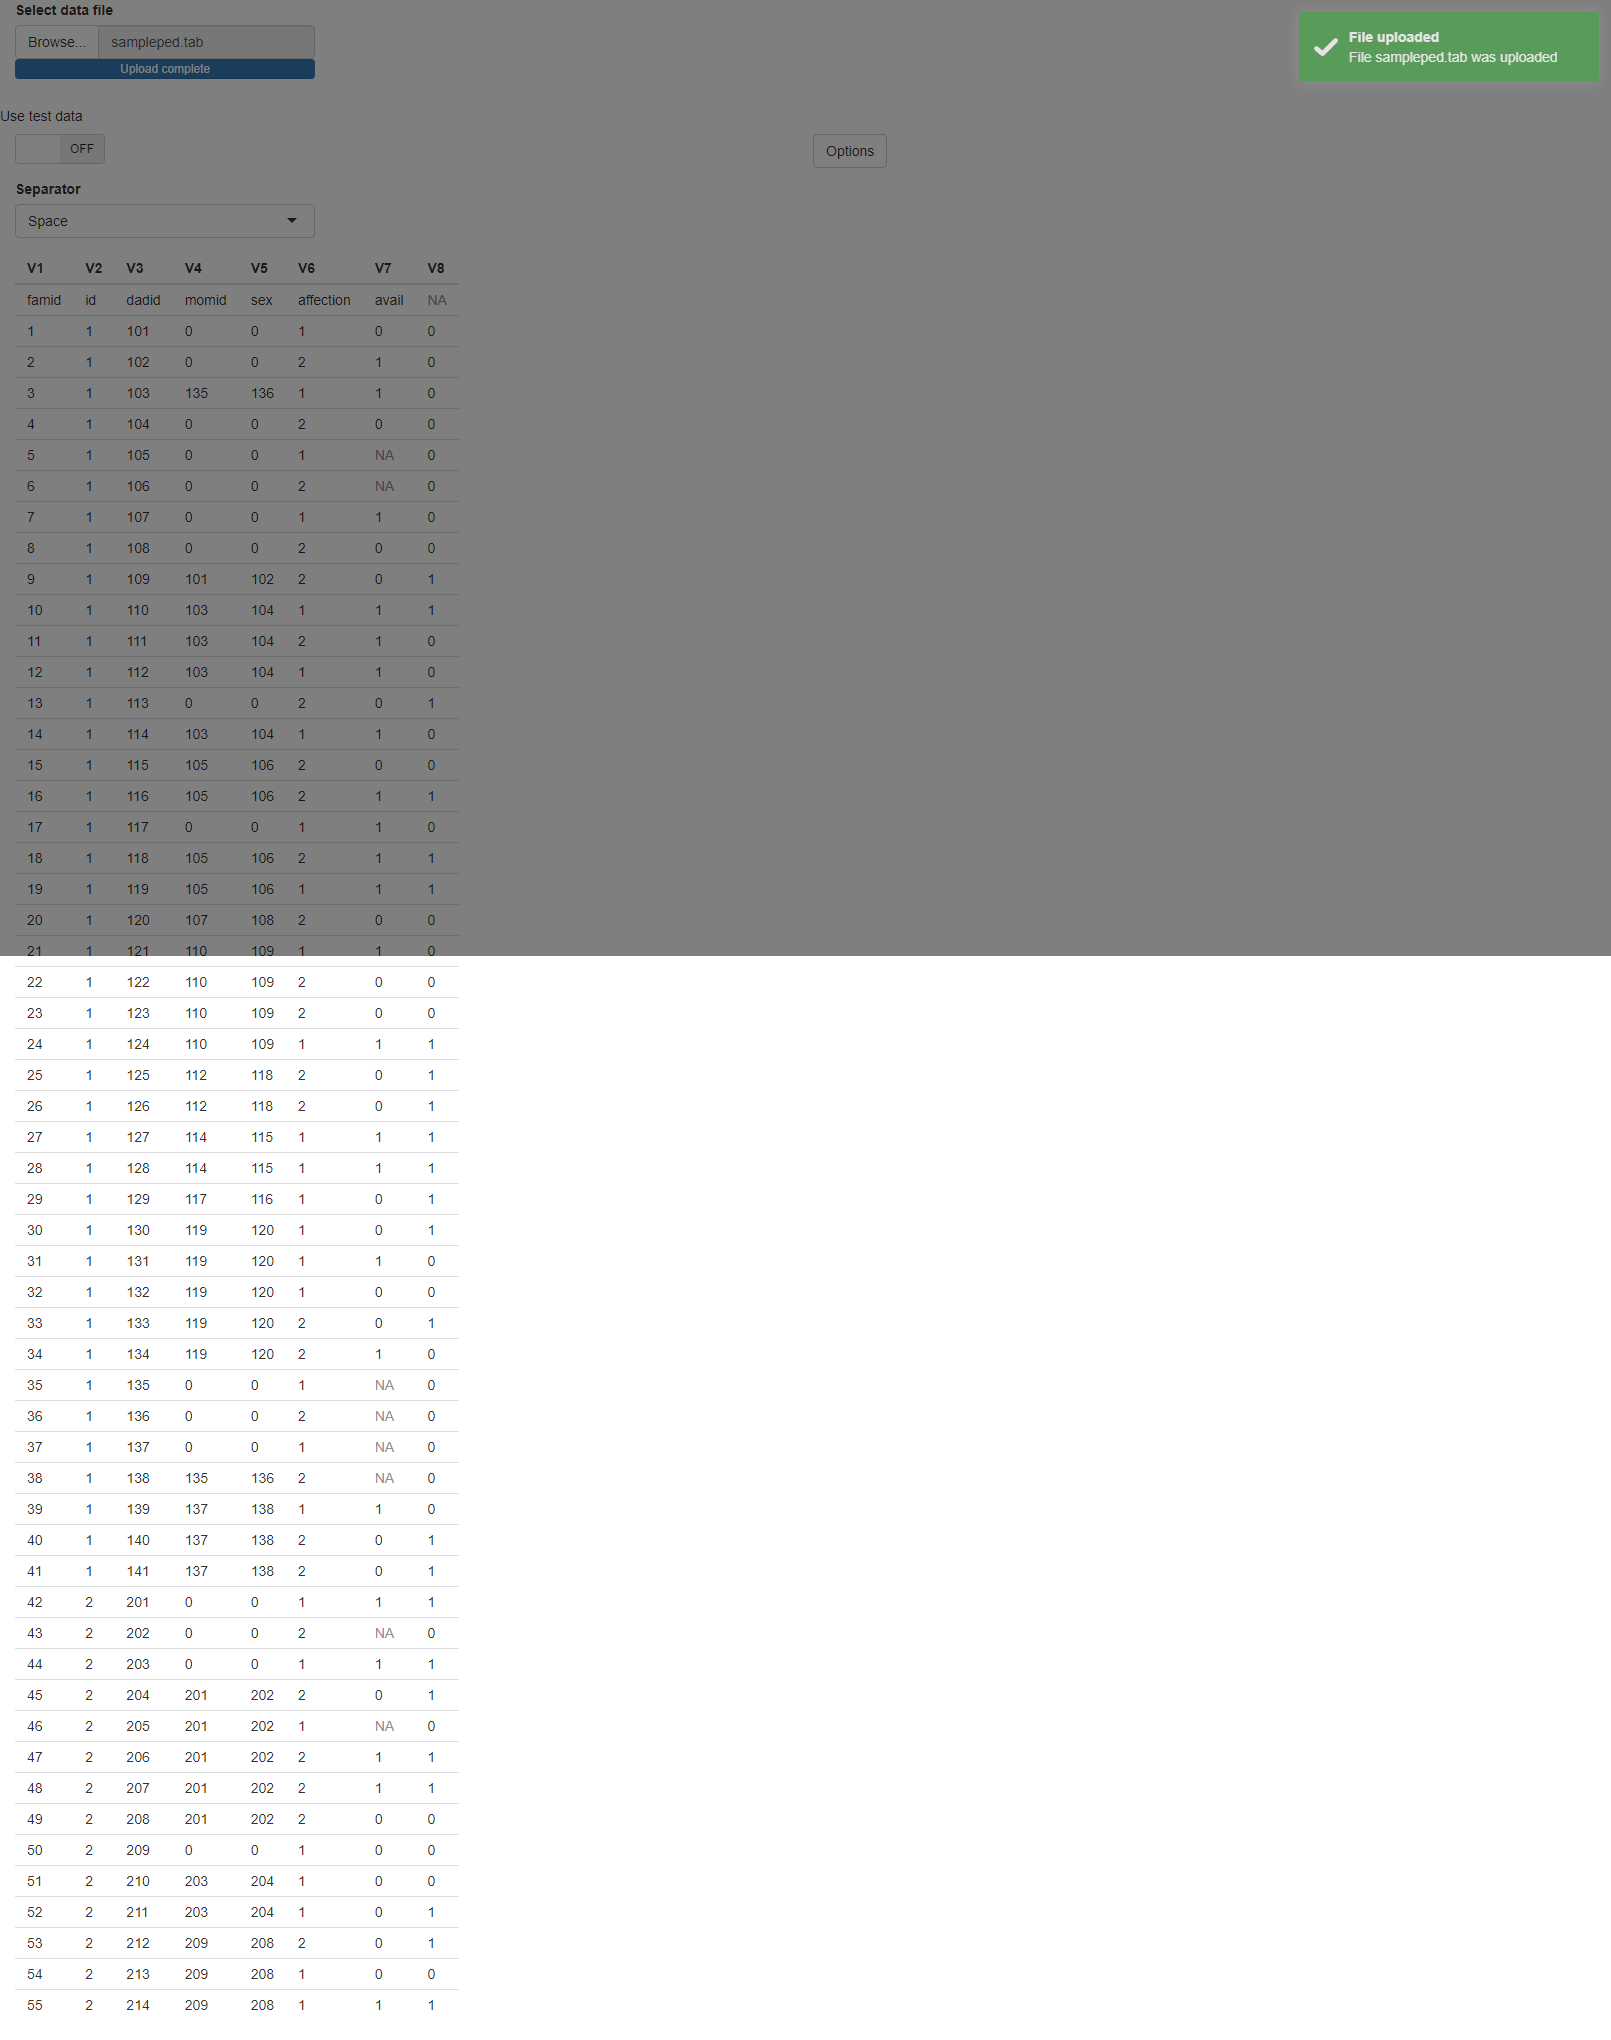 Select data file
Browse... sampleped.tab
Upload complete
File uploaded
File sampleped.tab was uploaded
Use test data
OFF
Options
Separator
Space
V1 V2 V3 V4 V5 V6 V7 V8
famid id dadid momid sex affection avail NA
1 1 101 0 0 1 0 0
2 1 102 0 0 2 1 0
3 1 103 135 136 1 1 0
4 1 104 0 0 2 0 0
5 1 105 0 0 1 NA 0
6 1 106 0 0 2 NA 0
7 1 107 0 0 1 1 0
8 1 108 0 0 2 0 0
9 1 109 101 102 2 0 1
10 1 110 103 104 1 1 1
11 1 111 103 104 2 1 0
12 1 112 103 104 1 1 0
13 1 113 0 0 2 0 1
14 1 114 103 104 1 1 0
15 1 115 105 106 2 0 0
16 1 116 105 106 2 1 1
17 1 117 0 0 1 1 0
18 1 118 105 106 2 1 1
19 1 119 105 106 1 1 1
20 1 120 107 108 2 0 0
21 1 121 110 109 1 1 0
22 1 122 110 109 2 0 0
23 1 123 110 109 2 0 0
24 1 124 110 109 1 1 1
25 1 125 112 118 2 0 1
26 1 126 112 118 2 0 1
27 1 127 114 115 1 1 1
28 1 128 114 115 1 1 1
29 1 129 117 116 1 0 1
30 1 130 119 120 1 0 1
31 1 131 119 120 1 1 0
32 1 132 119 120 1 0 0
33 1 133 119 120 2 0 1
34 1 134 119 120 2 1 0
35 1 135 0 0 1 NA 0
36 1 136 0 0 2 NA 0
37 1 137 0 0 1 NA 0
38 1 138 135 136 2 NA 0
39 1 139 137 138 1 1 0
40 1 140 137 138 2 0 1
41 1 141 137 138 2 0 1
42 2 201 0 0 1 1 1
43 2 202 0 0 2 NA 0
44 2 203 0 0 1 1 1
45 2 204 201 202 2 0 1
46 2 205 201 202 1 NA 0
47 2 206 201 202 2 1 1
48 2 207 201 202 2 1 1
49 2 208 201 202 2 0 0
50 2 209 0 0 1 0 0
51 2 210 203 204 1 0 0
52 2 211 203 204 1 0 1
53 2 212 209 208 2 0 1
54 2 213 209 208 1 0 0
55 2 214 209 208 1 1 1